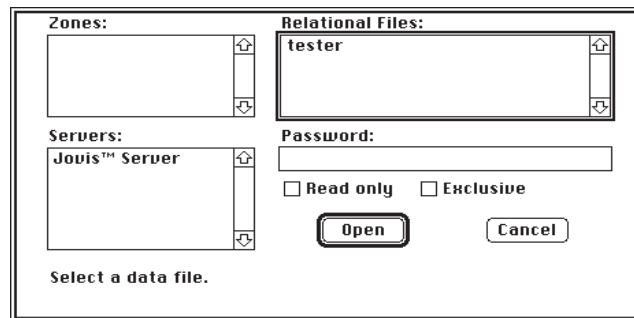 Zones:
Relational Files:
tester
Servers:
Jovis™ Server
Password:
Read only
Exclusive
Open
Cancel
Select a data file.